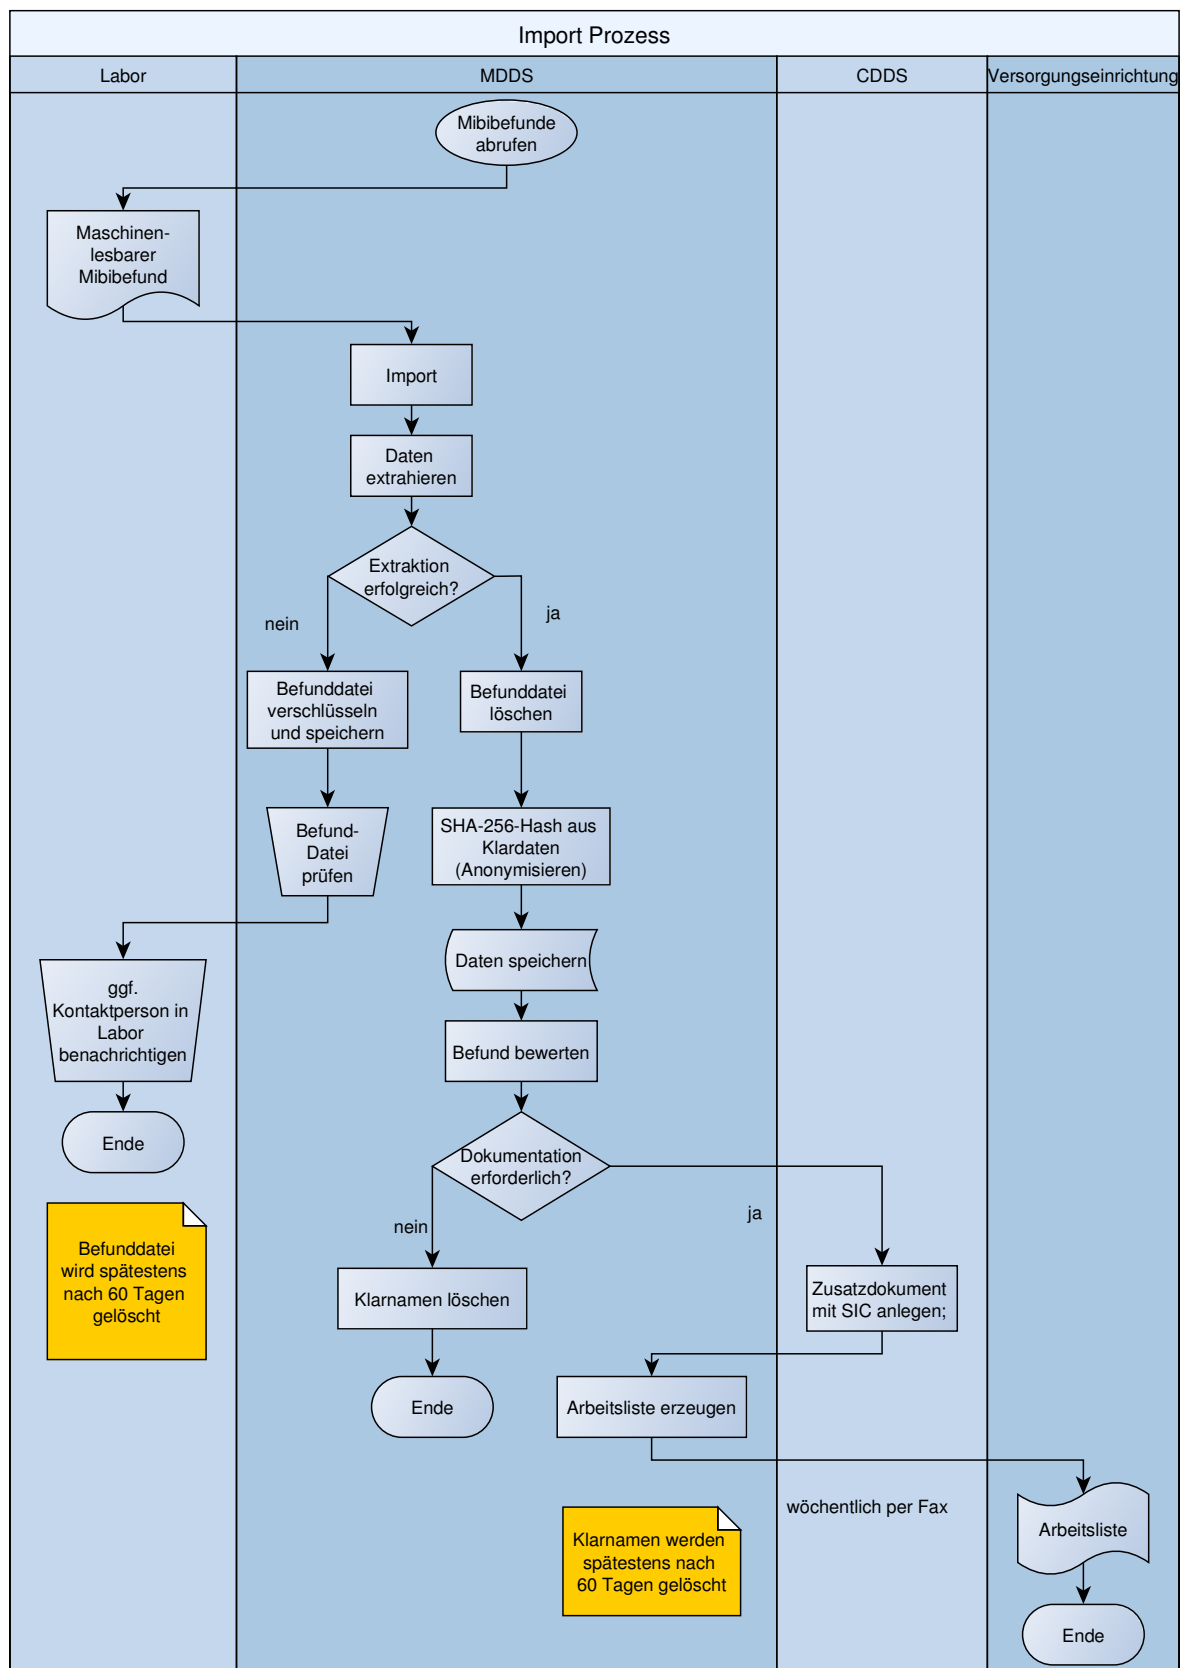 Import Prozess
Labor
MDDS
CDDS
Versorgungseinrichtung
Mibibefunde
abrufen
Maschinen-
lesbarer
Mibibefund
Import
Daten
extrahieren
Extraktion
erfolgreich?
nein
ja
Befunddatei
verschlüsseln
und speichern
Befunddatei
löschen
Befund-
Datei
prüfen
SHA-256-Hash aus
Klardaten
(Anonymisieren)
Daten speichern
ggf.
Kontaktperson in
Labor
benachrichtigen
Befund bewerten
Ende
Dokumentation
erforderlich?
nein
ja
Befunddatei
wird spätestens
nach 60 Tagen
gelöscht
Klarnamen löschen
Zusatzdokument
mit SIC anlegen;
Ende
Arbeitsliste erzeugen
wöchentlich per Fax
Arbeitsliste
Klarnamen werden
spätestens nach
60 Tagen gelöscht
Ende